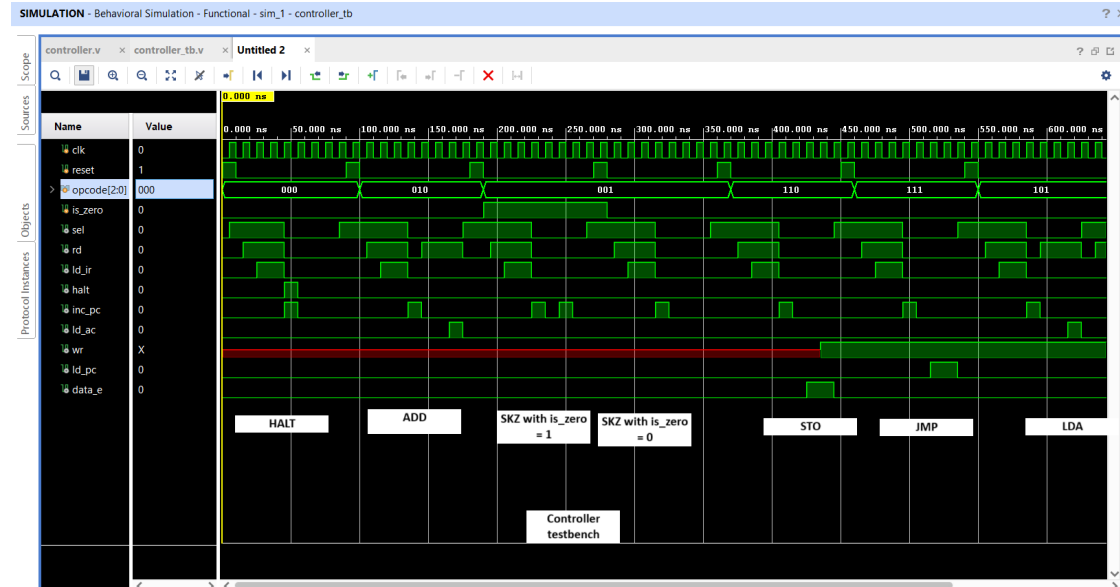 SIMULATION - Behavioral Simulation - Functional - sim_1 - controller_tb
?
controller.v × controller_tb.v × Untitled 2 ×
?
Scope
Sources
Objects
Protocol Instances
0.000 ns
Name Value
0.000 ns 50.000 ns 100.000 ns 150.000 ns 200.000 ns 250.000 ns 300.000 ns 350.000 ns 400.000 ns 450.000 ns 500.000 ns 550.000 ns 600.000 ns
clk 0
reset 1
opcode[2:0] 000 000 010 001 110 111 101
is_zero 0
sel 0
rd 0
ld_ir 0
halt 0
inc_pc 0
ld_ac 0
wr X
ld_pc 0
data_e 0
HALT ADD SKZ with is_zero = 1 SKZ with is_zero = 0 STO JMP LDA
Controller
testbench